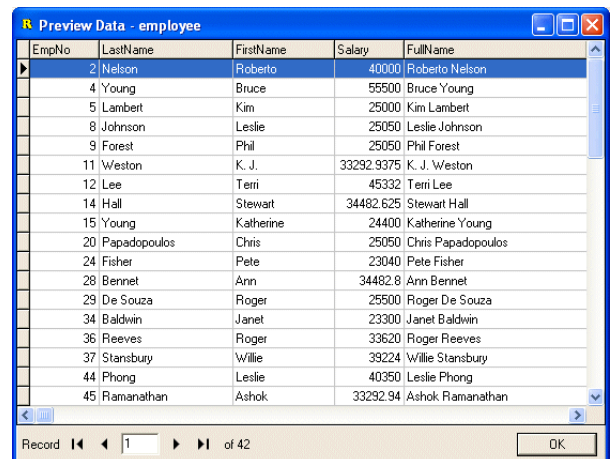 R Preview Data - employee
EmpNo LastName FirstName Salary FullName
2 Nelson Roberto 40000 Roberto Nelson
4 Young Bruce 55500 Bruce Young
5 Lambert Kim 25000 Kim Lambert
8 Johnson Leslie 25050 Leslie Johnson
9 Forest Phil 25050 Phil Forest
11 Weston K. J. 33292.9375 K. J. Weston
12 Lee Terri 45332 Terri Lee
14 Hall Stewart 34482.625 Stewart Hall
15 Young Katherine 24400 Katherine Young
20 Papadopoulos Chris 25050 Chris Papadopoulos
24 Fisher Pete 23040 Pete Fisher
28 Bennet Ann 34482.8 Ann Bennet
29 De Souza Roger 25500 Roger De Souza
34 Baldwin Janet 23300 Janet Baldwin
36 Reeves Roger 33620 Roger Reeves
37 Stansbury Willie 39224 Willie Stansbury
44 Phong Leslie 40350 Leslie Phong
45 Ramanathan Ashok 33292.94 Ashok Ramanathan
Record 1 of 42 OK